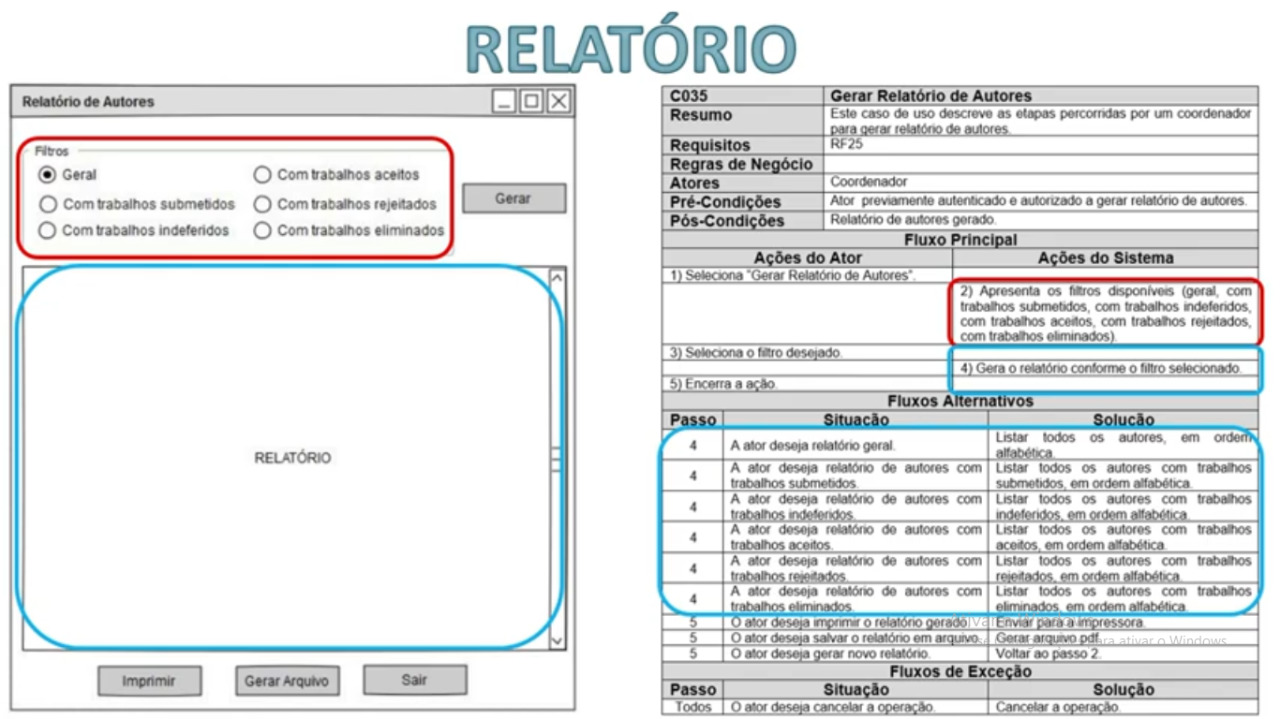 RELATÓRIO
Relatório de Autores
Filtros
Geral
Com trabalhos aceitos
Com trabalhos submetidos
Com trabalhos rejeitados
Com trabalhos indeferidos
Com trabalhos eliminados
Gerar
RELATÓRIO
Imprimir
Gerar Arquivo
Sair
C035 Gerar Relatório de Autores
Resumo Este caso de uso descreve as etapas percorridas por um coordenador
para gerar relatório de autores.
Requisitos RF25
Regras de Negócio
Atores Coordenador
Pré-Condições Ator previamente autenticado e autorizado a gerar relatório de autores.
Pós-Condições Relatório de autores gerado.
Fluxo Principal
Ações do Ator Ações do Sistema
1) Seleciona "Gerar Relatório de Autores".
2) Apresenta os filtros disponíveis (geral, com
trabalhos submetidos, com trabalhos indeferidos,
com trabalhos aceitos, com trabalhos rejeitados,
com trabalhos eliminados).
3) Seleciona o filtro desejado.
4) Gera o relatório conforme o filtro selecionado.
5) Encerra a ação.
Fluxos Alternativos
Passo Situação Solução
4 A ator deseja relatório geral. Listar todos os autores, em ordem
alfabética.
4 A ator deseja relatório de autores com
trabalhos submetidos.
Listar todos os autores com trabalhos
submetidos, em ordem alfabética.
4 A ator deseja relatório de autores com
trabalhos indeferidos.
Listar todos os autores com trabalhos
indeferidos, em ordem alfabética.
4 A ator deseja relatório de autores com
trabalhos aceitos.
Listar todos os autores com trabalhos
aceitos, em ordem alfabética.
4 A ator deseja relatório de autores com
trabalhos rejeitados.
Listar todos os autores com trabalhos
rejeitados, em ordem alfabética.
4 A ator deseja relatório de autores com
trabalhos eliminados.
Listar todos os autores com trabalhos
eliminados, em ordem alfabética.
5 O ator deseja imprimir o relatório gerado. Enviar para a impressora.
5 O ator deseja salvar o relatório em arquivo. Gerar arquivo pdf.
5 O ator deseja gerar novo relatório. Voltar ao passo 2.
para ativar o Windows.
Fluxos de Exceção
Passo Situação Solução
Todos O ator deseja cancelar a operação. Cancelar a operação.